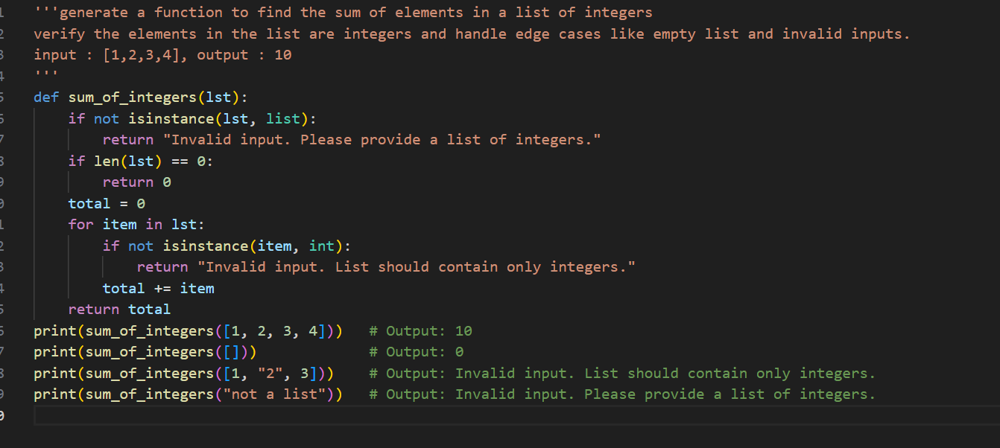 '''generate a function to find the sum of elements in a list of integers
verify the elements in the list are integers and handle edge cases like empty list and invalid inputs.
input : [1,2,3,4], output : 10
'''
def sum_of_integers(lst):
    if not isinstance(lst, list):
        return "Invalid input. Please provide a list of integers."
    if len(lst) == 0:
        return 0
    total = 0
    for item in lst:
        if not isinstance(item, int):
            return "Invalid input. List should contain only integers."
        total += item
    return total
print(sum_of_integers([1, 2, 3, 4]))   # Output: 10
print(sum_of_integers([]))             # Output: 0
print(sum_of_integers([1, "2", 3]))    # Output: Invalid input. List should contain only integers.
print(sum_of_integers("not a list"))   # Output: Invalid input. Please provide a list of integers.